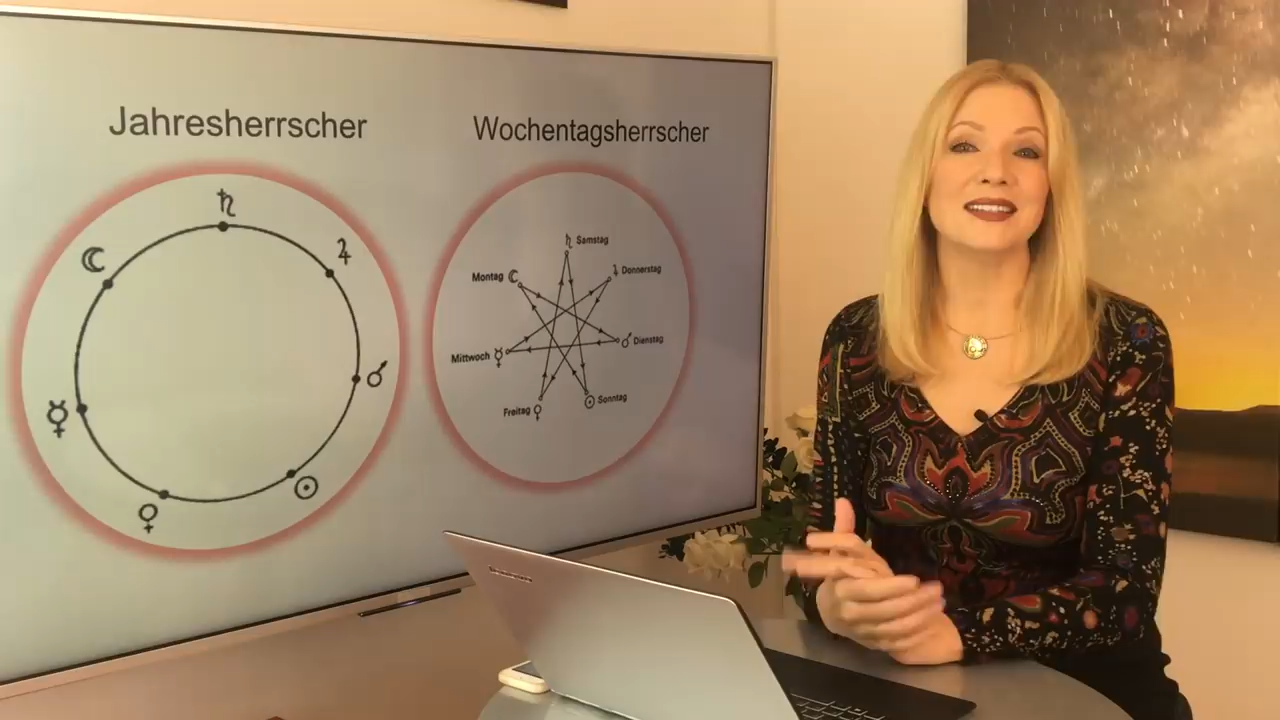 Jahresherrscher
Wochentagsherrscher
♄
☾
♃
☿
♂
♀
☉
♄ Samstag
Montag ☾
♃ Donnerstag
Mittwoch ☿
♂ Dienstag
Freitag ♀
☉ Sonntag